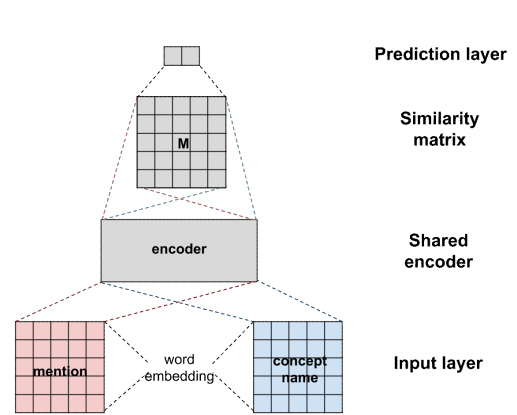 Prediction layer
M
Similarity
matrix
encoder
Shared
encoder
mention
word
embedding
concept
name
Input layer